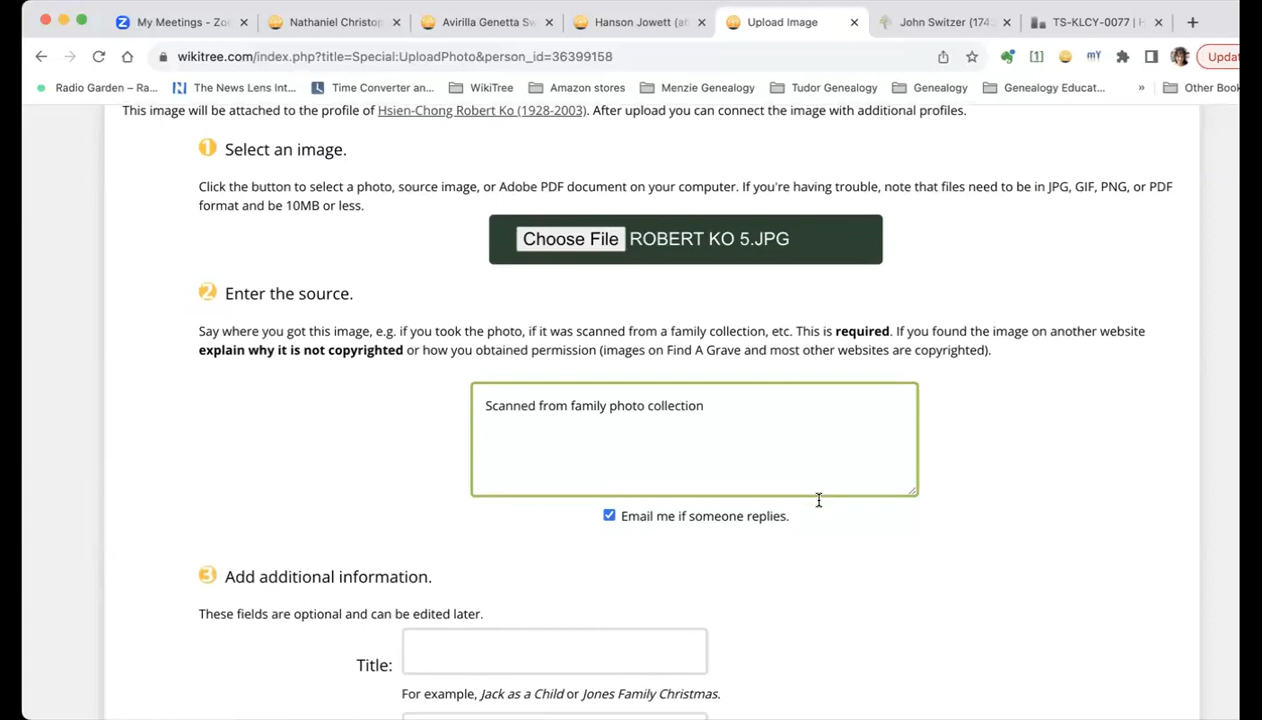 My Meetings - Zo
Nathaniel Christop
Avirilla Genetta Sw
Hanson Jowett (a
Upload Image
John Switzer (174
TS-KLCY-0077 | H
wikitree.com/index.php?title=Special:UploadPhoto&person_id=36399158
[1]
mY
Updat
Radio Garden – Ra...
The News Lens Int...
Time Converter an...
WikiTree
Amazon stores
Menzie Genealogy
Tudor Genealogy
Genealogy
Genealogy Educat...
»
Other Book
This image will be attached to the profile of Hsien-Chong Robert Ko (1928-2003). After upload you can connect the image with additional profiles.
1 Select an image.
Click the button to select a photo, source image, or Adobe PDF document on your computer. If you're having trouble, note that files need to be in JPG, GIF, PNG, or PDF
format and be 10MB or less.
Choose File ROBERT KO 5.JPG
2 Enter the source.
Say where you got this image, e.g. if you took the photo, if it was scanned from a family collection, etc. This is required. If you found the image on another website
explain why it is not copyrighted or how you obtained permission (images on Find A Grave and most other websites are copyrighted).
Scanned from family photo collection
Email me if someone replies.
3 Add additional information.
These fields are optional and can be edited later.
Title:
For example, Jack as a Child or Jones Family Christmas.